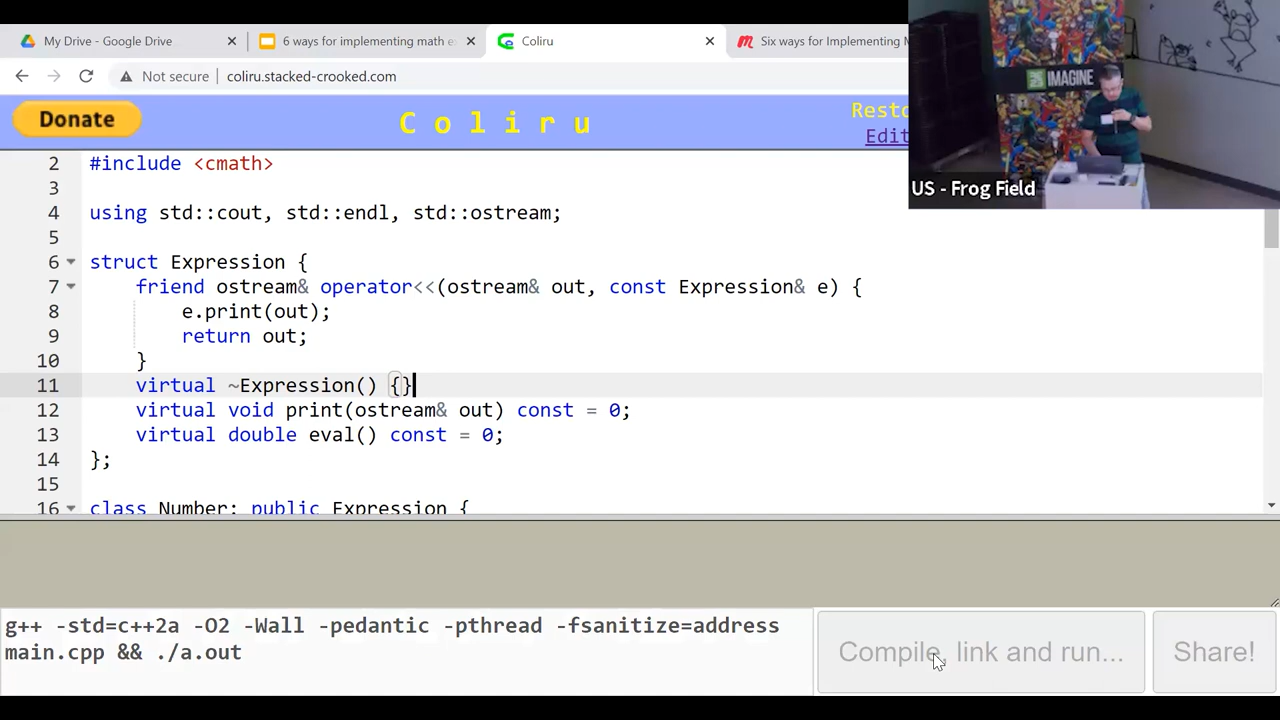 My Drive - Google Drive
6 ways for implementing math e
Coliru
Six ways for Implementing M
Not secure
coliru.stacked-crooked.com
Donate
Coliru
Resto
Edit
IMAGINE
US - Frog Field
2 #include <cmath>
3
4 using std::cout, std::endl, std::ostream;
5
6 struct Expression {
7 friend ostream& operator<<(ostream& out, const Expression& e) {
8 e.print(out);
9 return out;
10 }
11 virtual ~Expression() {}
12 virtual void print(ostream& out) const = 0;
13 virtual double eval() const = 0;
14 };
15
16 class Number: public Expression {
g++ -std=c++2a -O2 -Wall -pedantic -pthread -fsanitize=address
main.cpp && ./a.out
Compile, link and run...
Share!